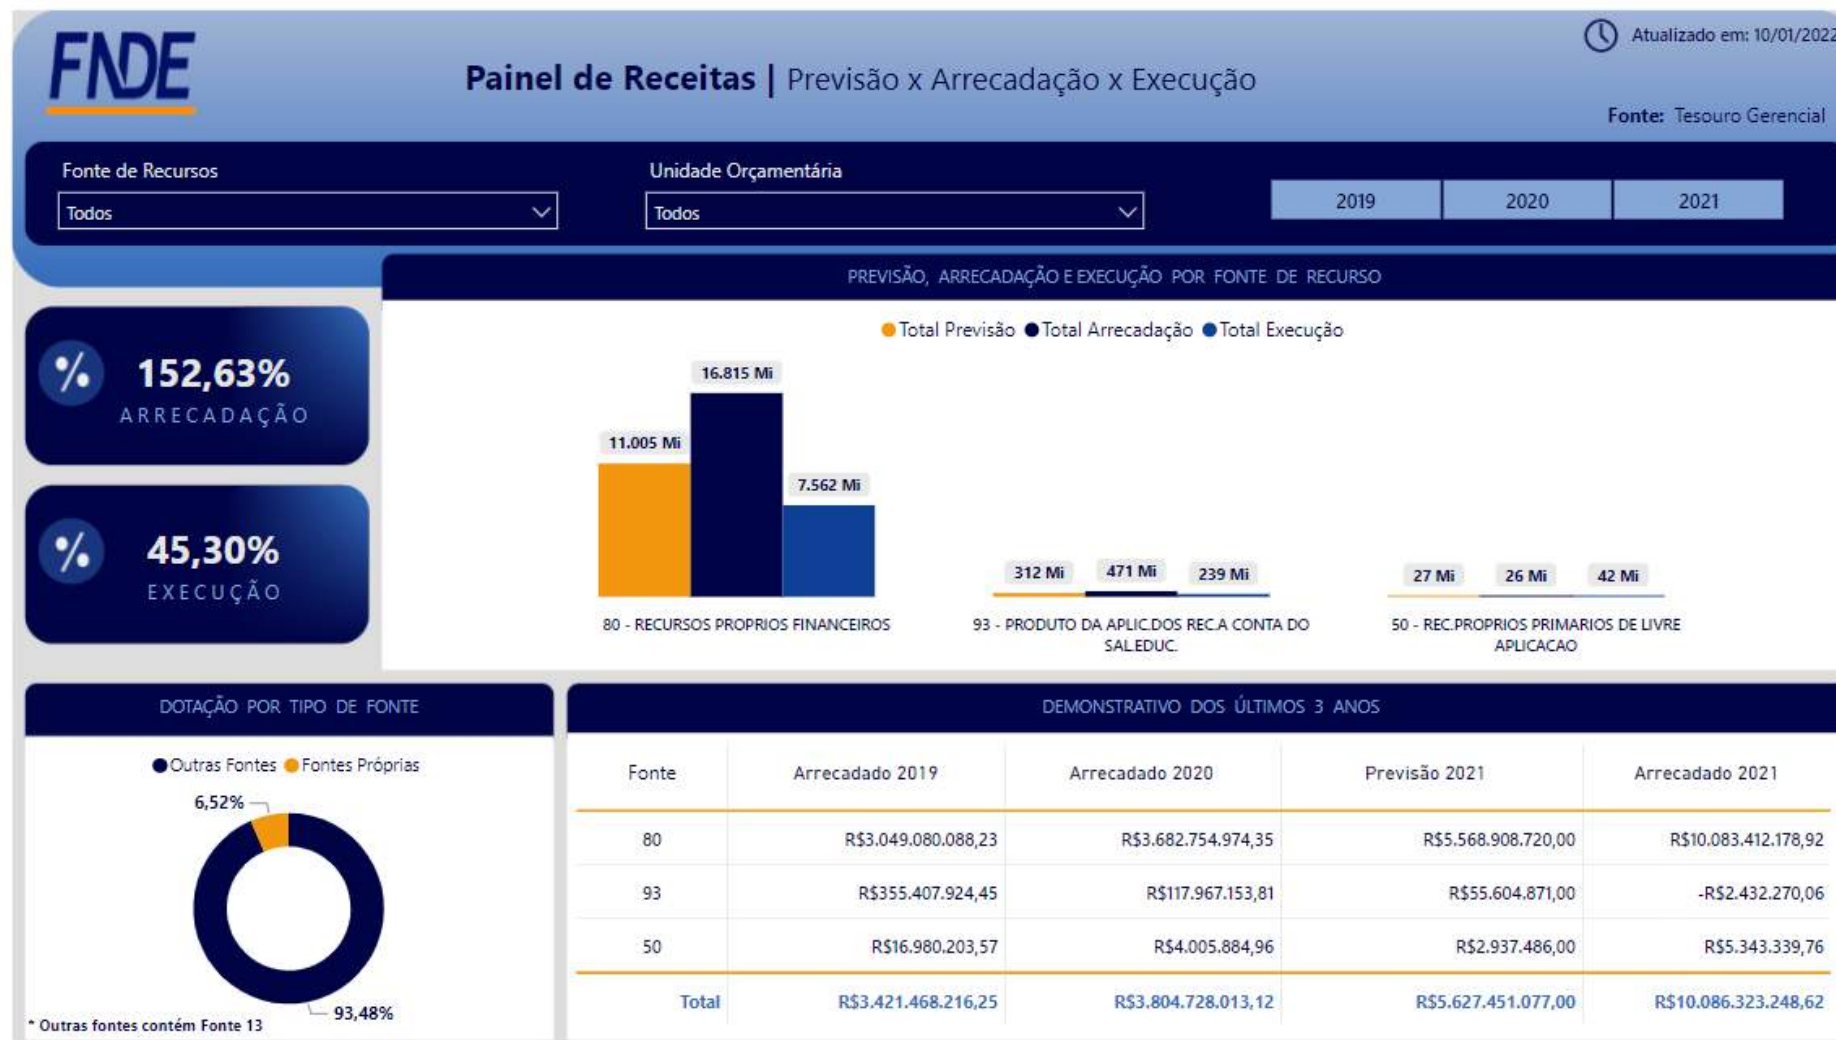 FNDE
Painel de Receitas | Previsão x Arrecadação x Execução
Atualizado em: 10/01/2022
Fonte: Tesouro Gerencial
Fonte de Recursos
Todos
Unidade Orçamentária
Todos
2019 2020 2021
PREVISÃO, ARRECADAÇÃO E EXECUÇÃO POR FONTE DE RECURSO
% 152,63%
ARRECADAÇÃO
% 45,30%
EXECUÇÃO
Total Previsão Total Arrecadação Total Execução
11.005 Mi 16.815 Mi 7.562 Mi
312 Mi 471 Mi 239 Mi
27 Mi 26 Mi 42 Mi
80 - RECURSOS PROPRIOS FINANCEIROS
93 - PRODUTO DA APLIC.DOS REC.A CONTA DO
SAL.EDUC.
50 - REC.PROPRIOS PRIMARIOS DE LIVRE
APLICACAO
DOTAÇÃO POR TIPO DE FONTE
Outras Fontes Fontes Próprias
6,52%
93,48%
* Outras fontes contém Fonte 13
DEMONSTRATIVO DOS ÚLTIMOS 3 ANOS
Fonte Arrecadado 2019 Arrecadado 2020 Previsão 2021 Arrecadado 2021
80 R$3.049.080.088,23 R$3.682.754.974,35 R$5.568.908.720,00 R$10.083.412.178,92
93 R$355.407.924,45 R$117.967.153,81 R$55.604.871,00 -R$2.432.270,06
50 R$16.980.203,57 R$4.005.884,96 R$2.937.486,00 R$5.343.339,76
Total R$3.421.468.216,25 R$3.804.728.013,12 R$5.627.451.077,00 R$10.086.323.248,62